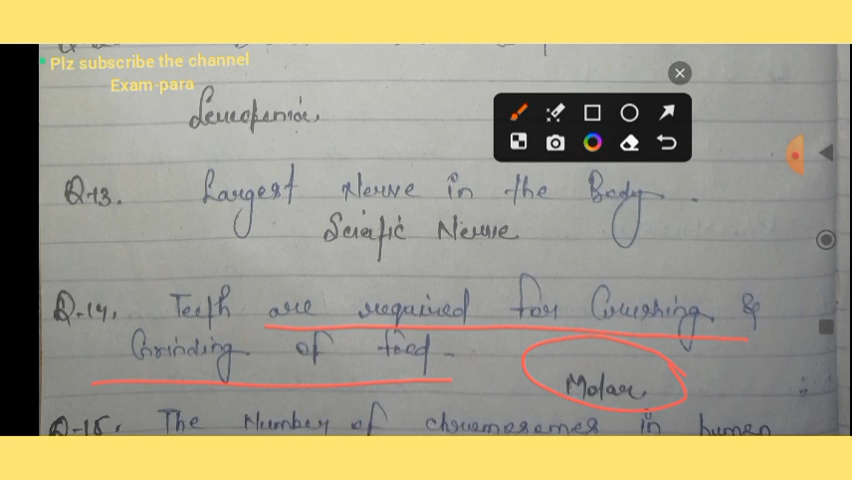 Plz subscribe the channel
Exam-para
Leucopenia.
Q-13. Largest Nerve in the Body.
Sciatic Nerve
Q-14. Teeth are required for Crushing &
Grinding of food.
Molar.
Q-15. The Number of chromosomes in human